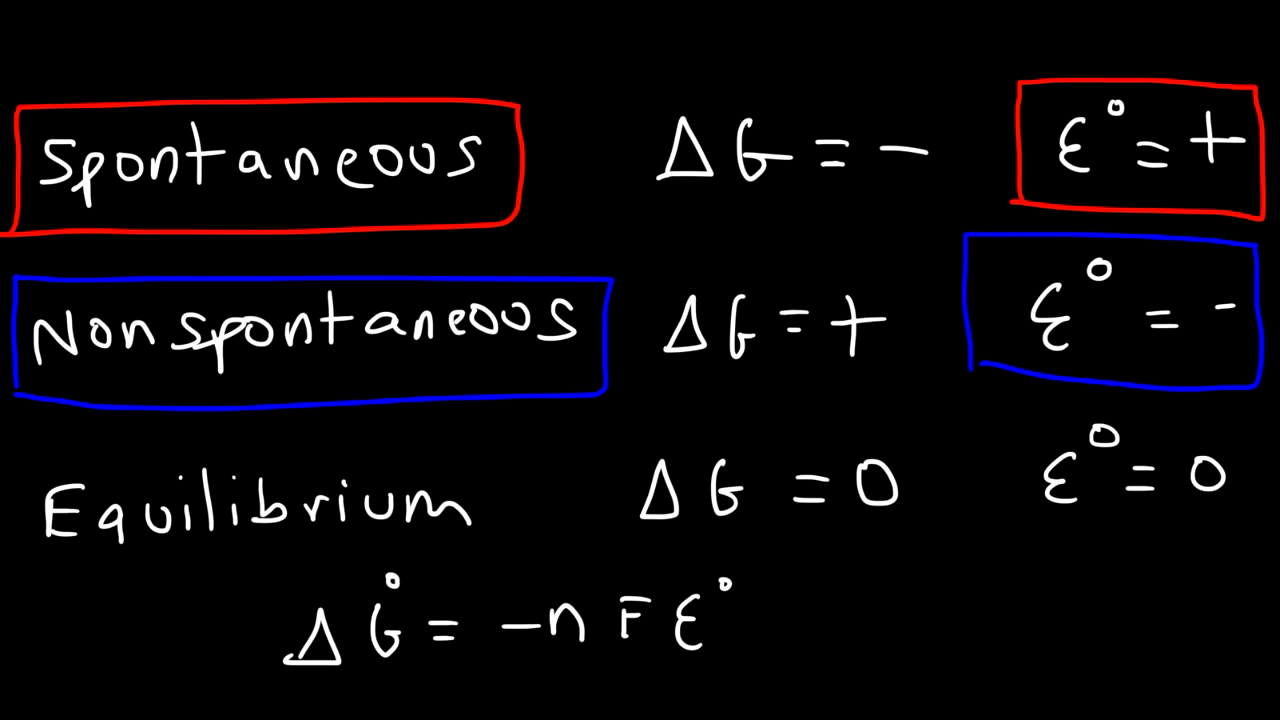 Spontaneous ΔG = - ε° = +
Nonspontaneous ΔG = + ε° = -
Equilibrium ΔG = 0 ε° = 0
ΔG° = -nFε°